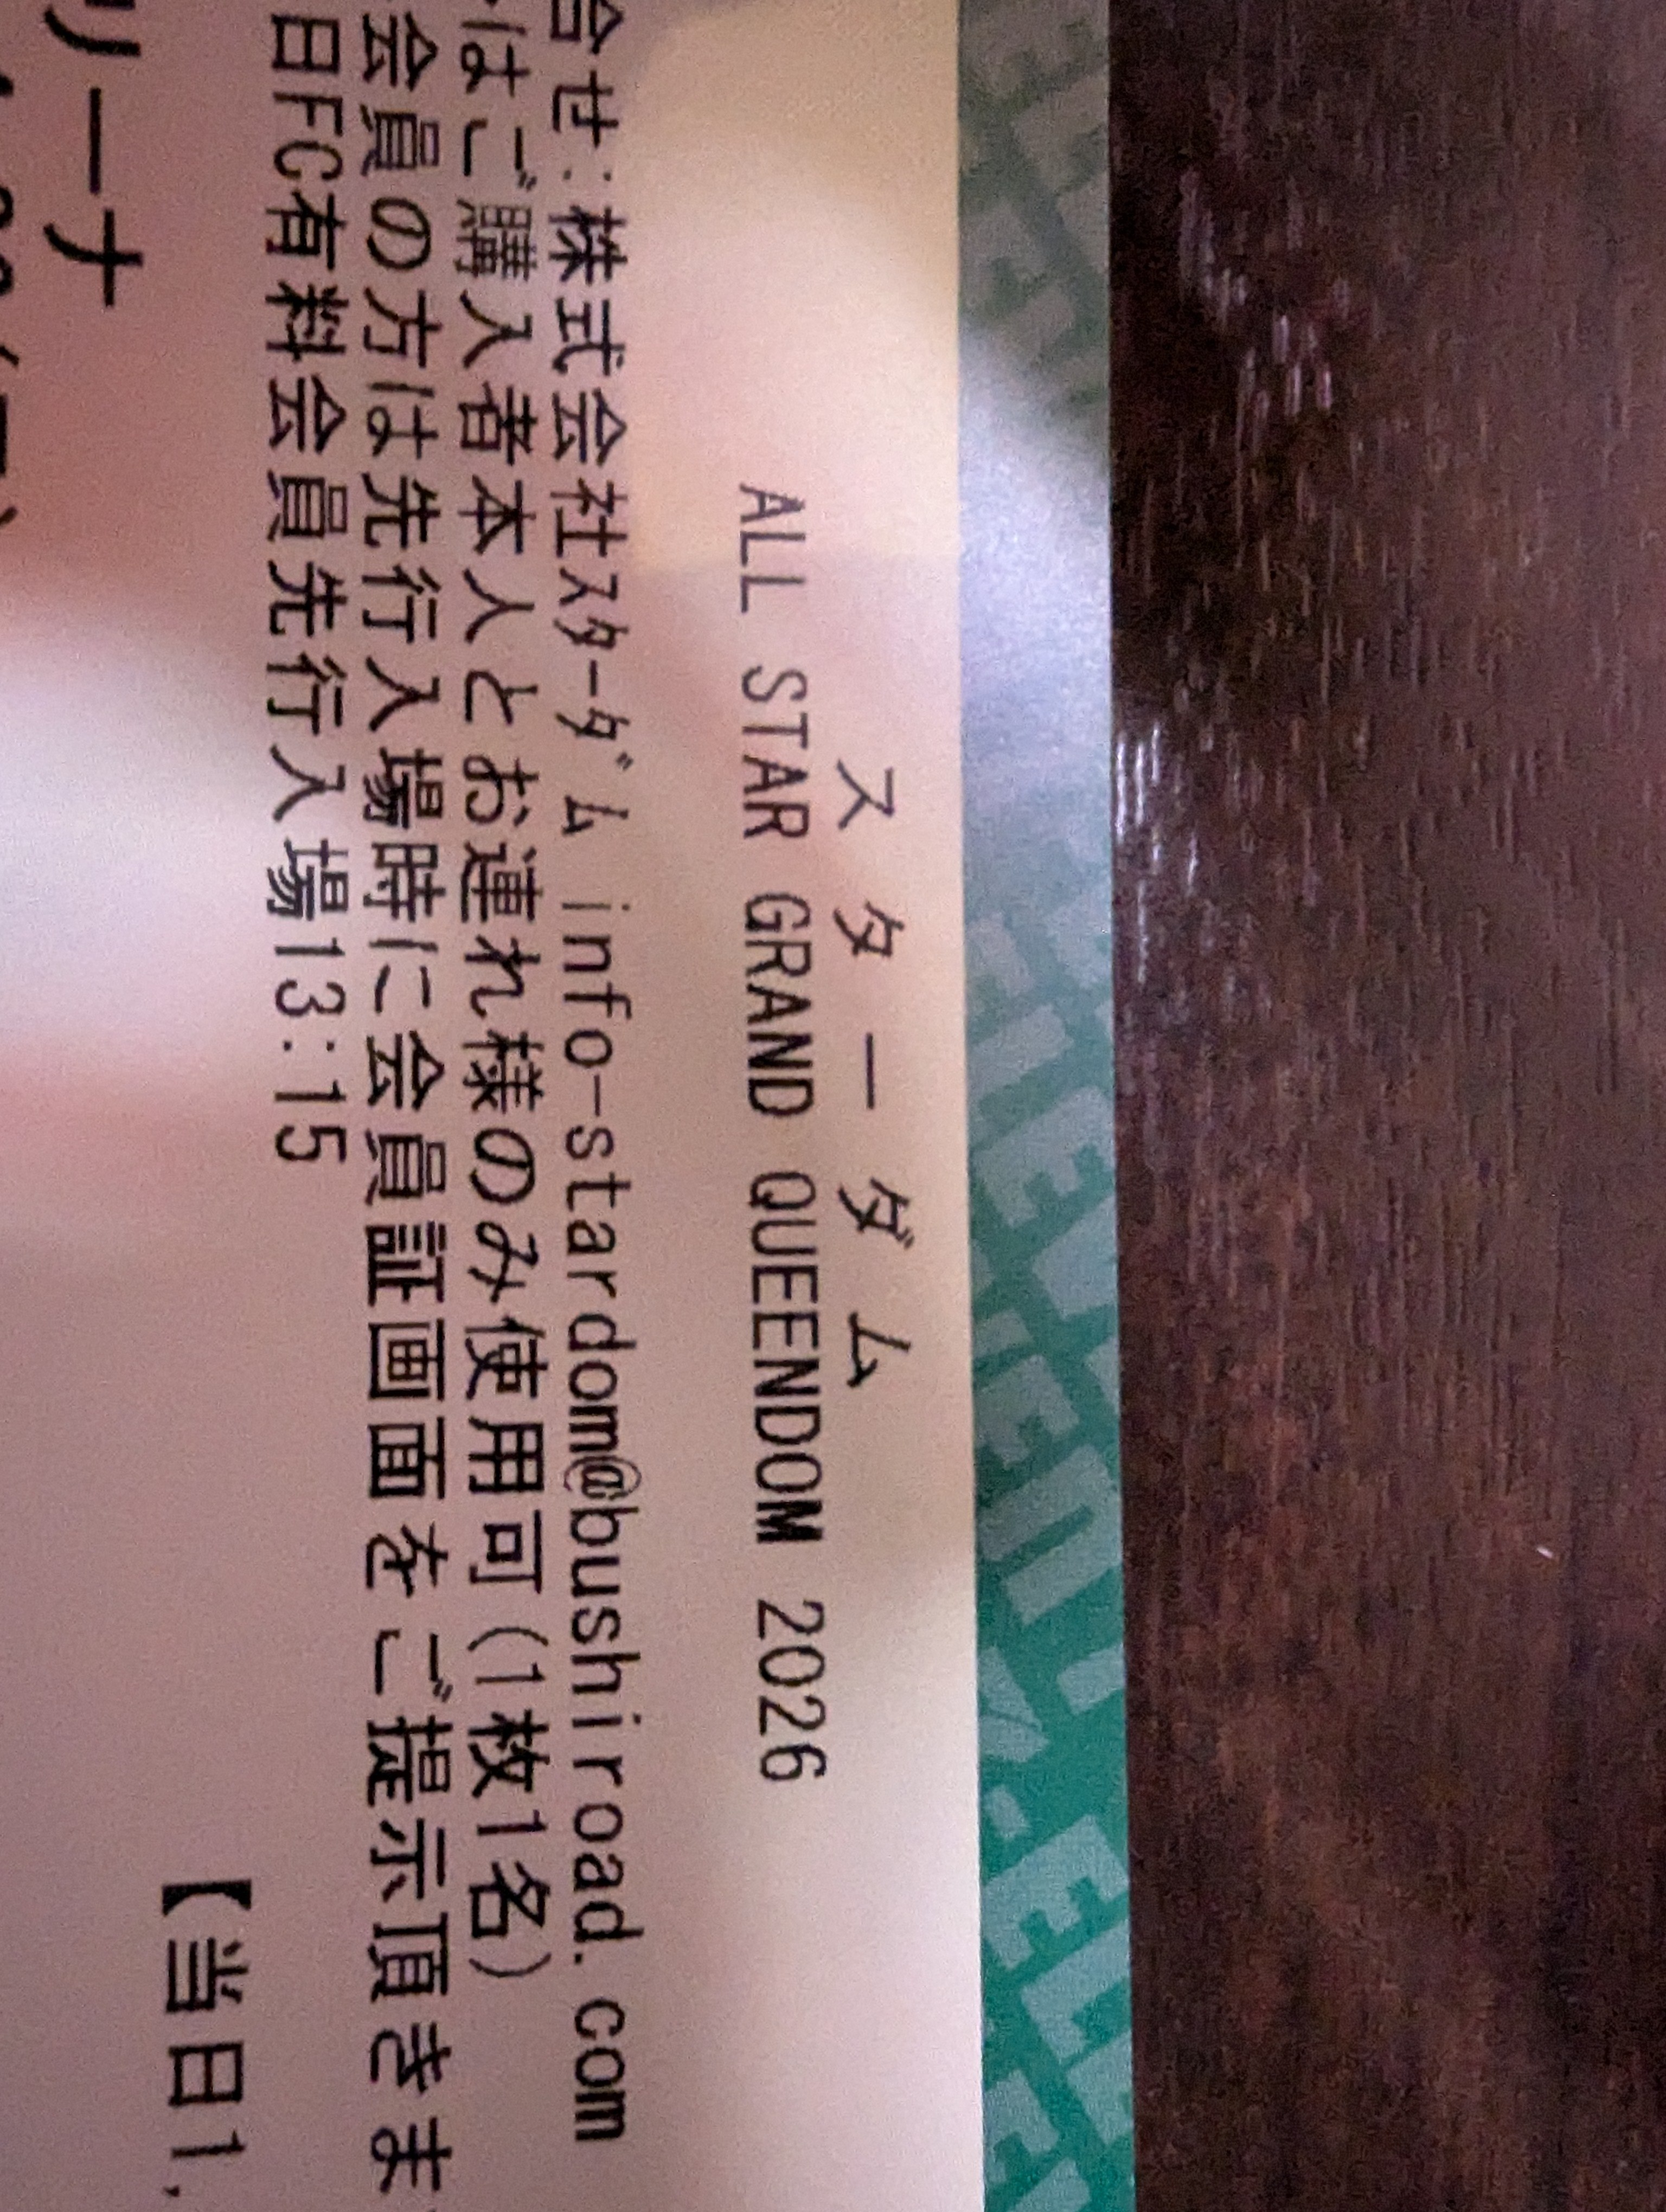 スターダム
ALL STAR GRAND QUEENDOM 2026
合せ:株式会社ｽﾀｰﾀﾞﾑ info-stardom@bushiroad.com
はご購入者本人とお連れ様のみ使用可(1枚1名)
会員の方は先行入場時に会員証画面をご提示頂きま
日FC有料会員先行入場13:15
【当日1,
リーナ